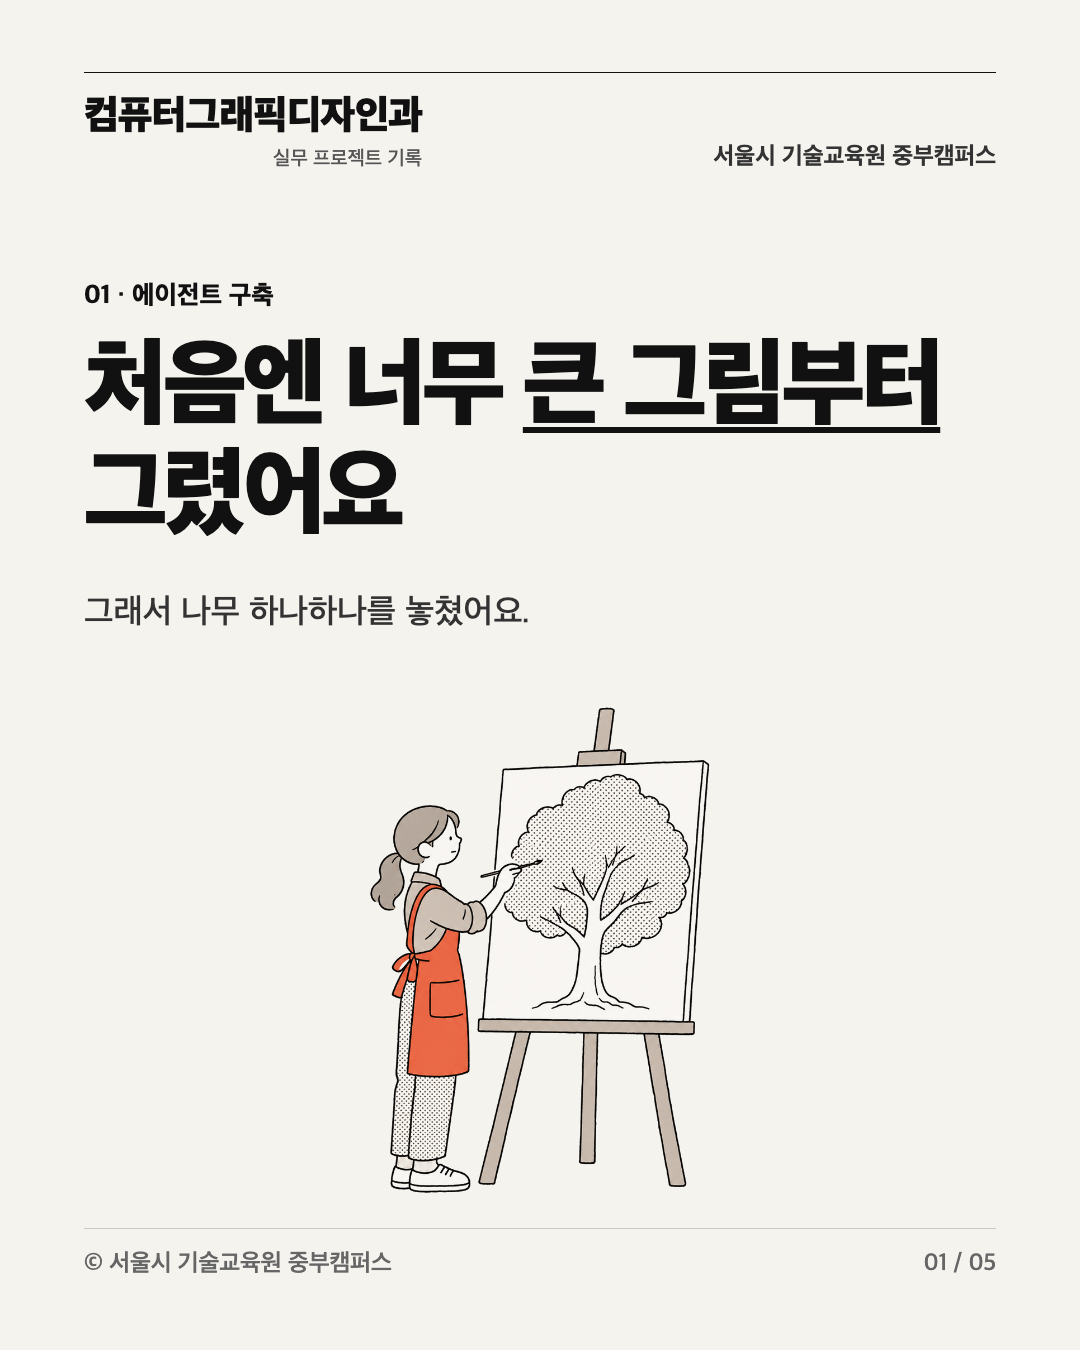 컴퓨터그래픽디자인과
실무 프로젝트 기록
서울시 기술교육원 중부캠퍼스
01 · 에이전트 구축
처음엔 너무 큰 그림부터
그렸어요
그래서 나무 하나하나를 놓쳤어요.
© 서울시 기술교육원 중부캠퍼스
01 / 05